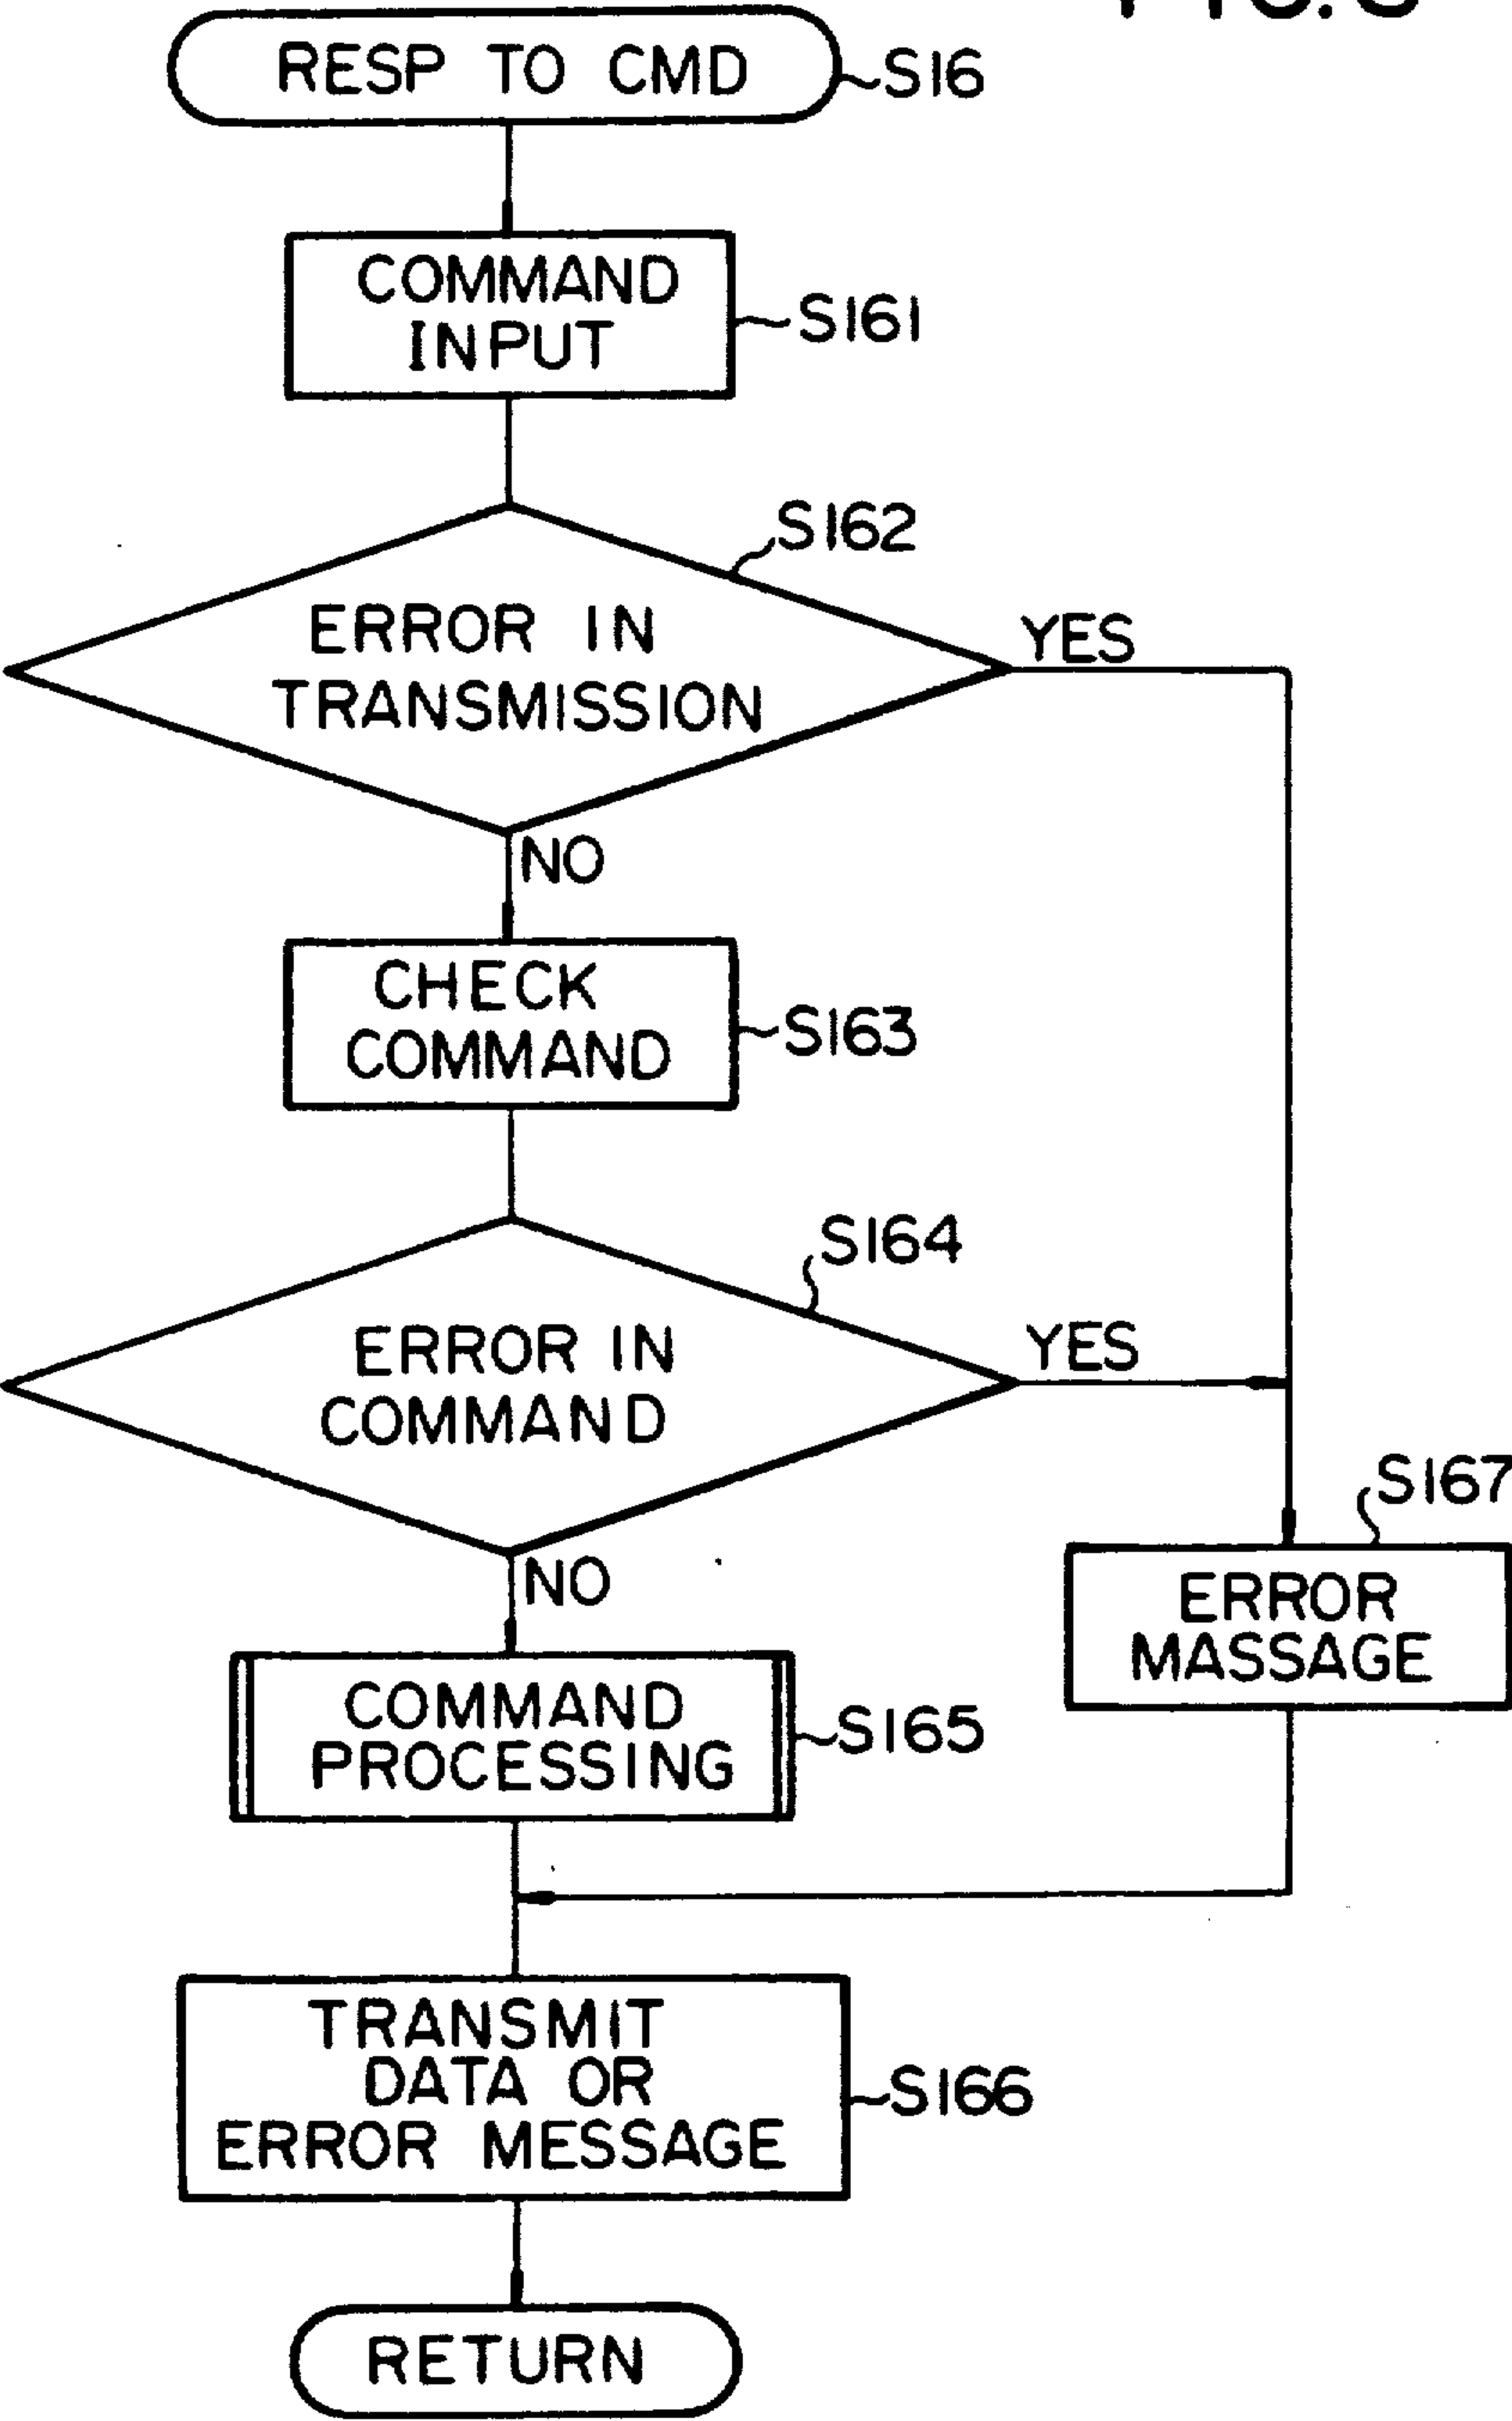 RESP TO CMD
S16
COMMAND
INPUT
S161
S162
ERROR IN
TRANSMISSION
YES
NO
CHECK
COMMAND
S163
S164
ERROR IN
COMMAND
YES
NO
S167
ERROR
MASSAGE
COMMAND
PROCESSING
S165
TRANSMIT
DATA OR
ERROR MESSAGE
S166
RETURN